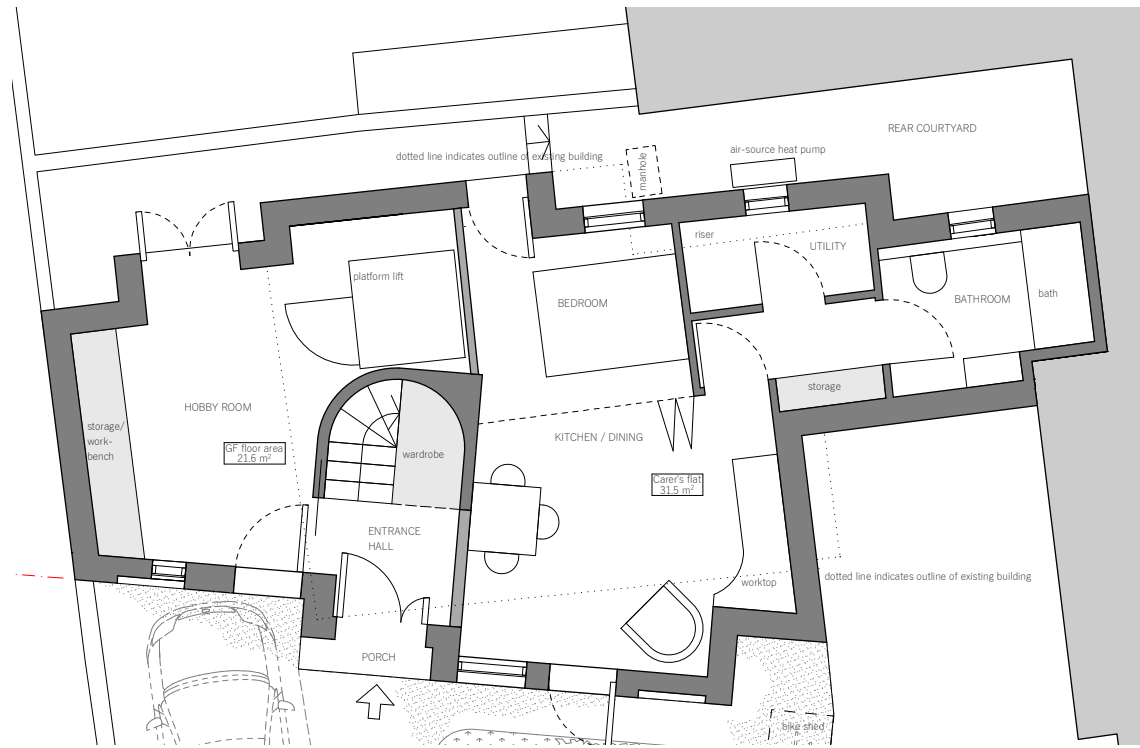 REAR COURTYARD
air-source heat pump
dotted line indicates outline of existing building
manhole
riser
UTILITY
platform lift
BEDROOM
BATHROOM
bath
storage
HOBBY ROOM
storage/
work-
bench
GF floor area
21.6 m²
wardrobe
KITCHEN / DINING
Carer's flat
31.5 m²
ENTRANCE
HALL
worktop
dotted line indicates outline of existing building
PORCH
bike shed